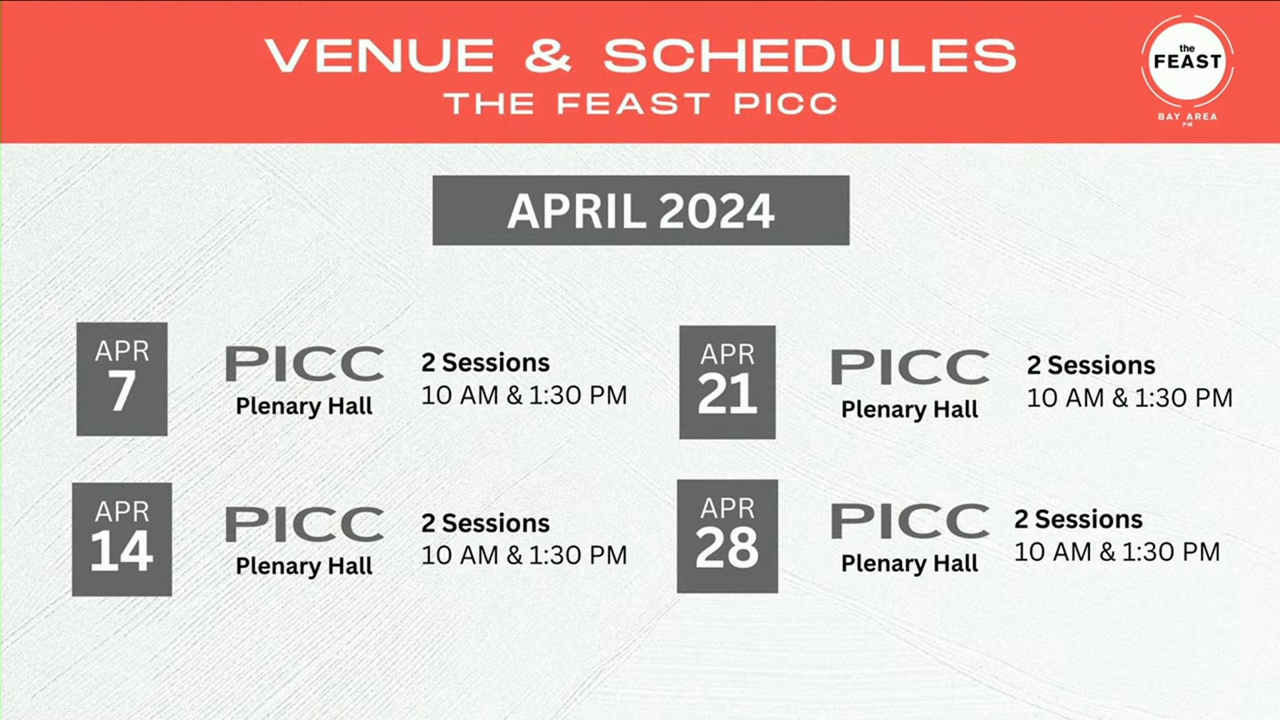 VENUE & SCHEDULES
THE FEAST PICC
the
FEAST
BAY AREA
PM
APRIL 2024
APR
7
PICC
Plenary Hall
2 Sessions
10 AM & 1:30 PM
APR
14
PICC
Plenary Hall
2 Sessions
10 AM & 1:30 PM
APR
21
PICC
Plenary Hall
2 Sessions
10 AM & 1:30 PM
APR
28
PICC
Plenary Hall
2 Sessions
10 AM & 1:30 PM